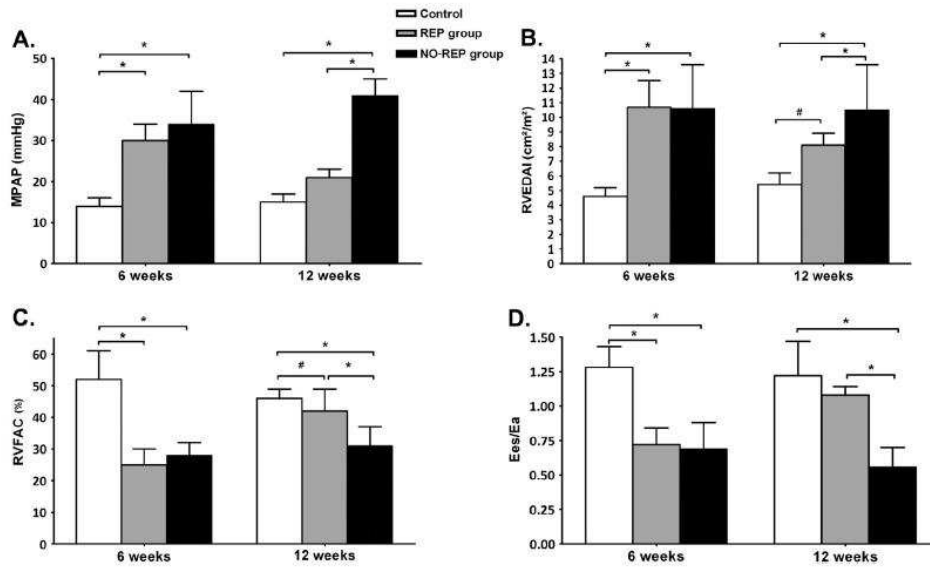 Control
REP group
NO-REP group
A.
* * * *
MPAP (mmHg)
50
40
30
20
10
0
6 weeks 12 weeks
B.
* * * * #
RVEDAI (cm²/m²)
14
13
12
11
10
9
8
7
6
5
4
3
2
1
0
6 weeks 12 weeks
C.
* * * # *
RVFAC (%)
60
50
40
30
20
10
0
6 weeks 12 weeks
D.
* * * *
Ees/Ea
1.50
1.25
1.00
0.75
0.50
0.25
0.00
6 weeks 12 weeks